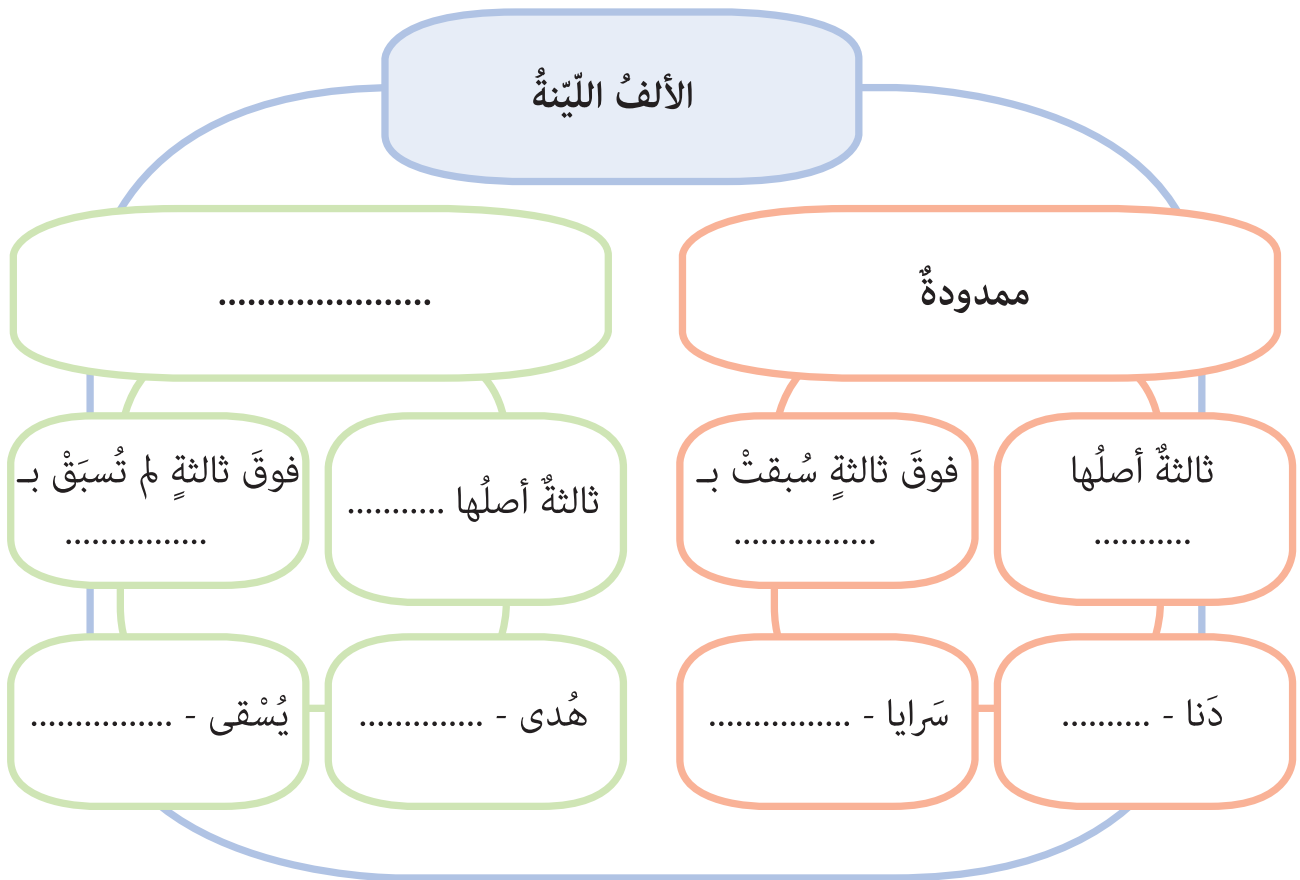 الألفُ اللّيّنةُ
ممدودةٌ
......................
ثالثةٌ أصلُها
...........
فوقَ ثالثةٍ سُبقتْ بـ
................
ثالثةٌ أصلُها ...........
فوقَ ثالثةٍ لم تُسبَقْ بـ
................
دَنا - ..........
سَرايا - ................
هُدى - ..............
يُسْقى - ................